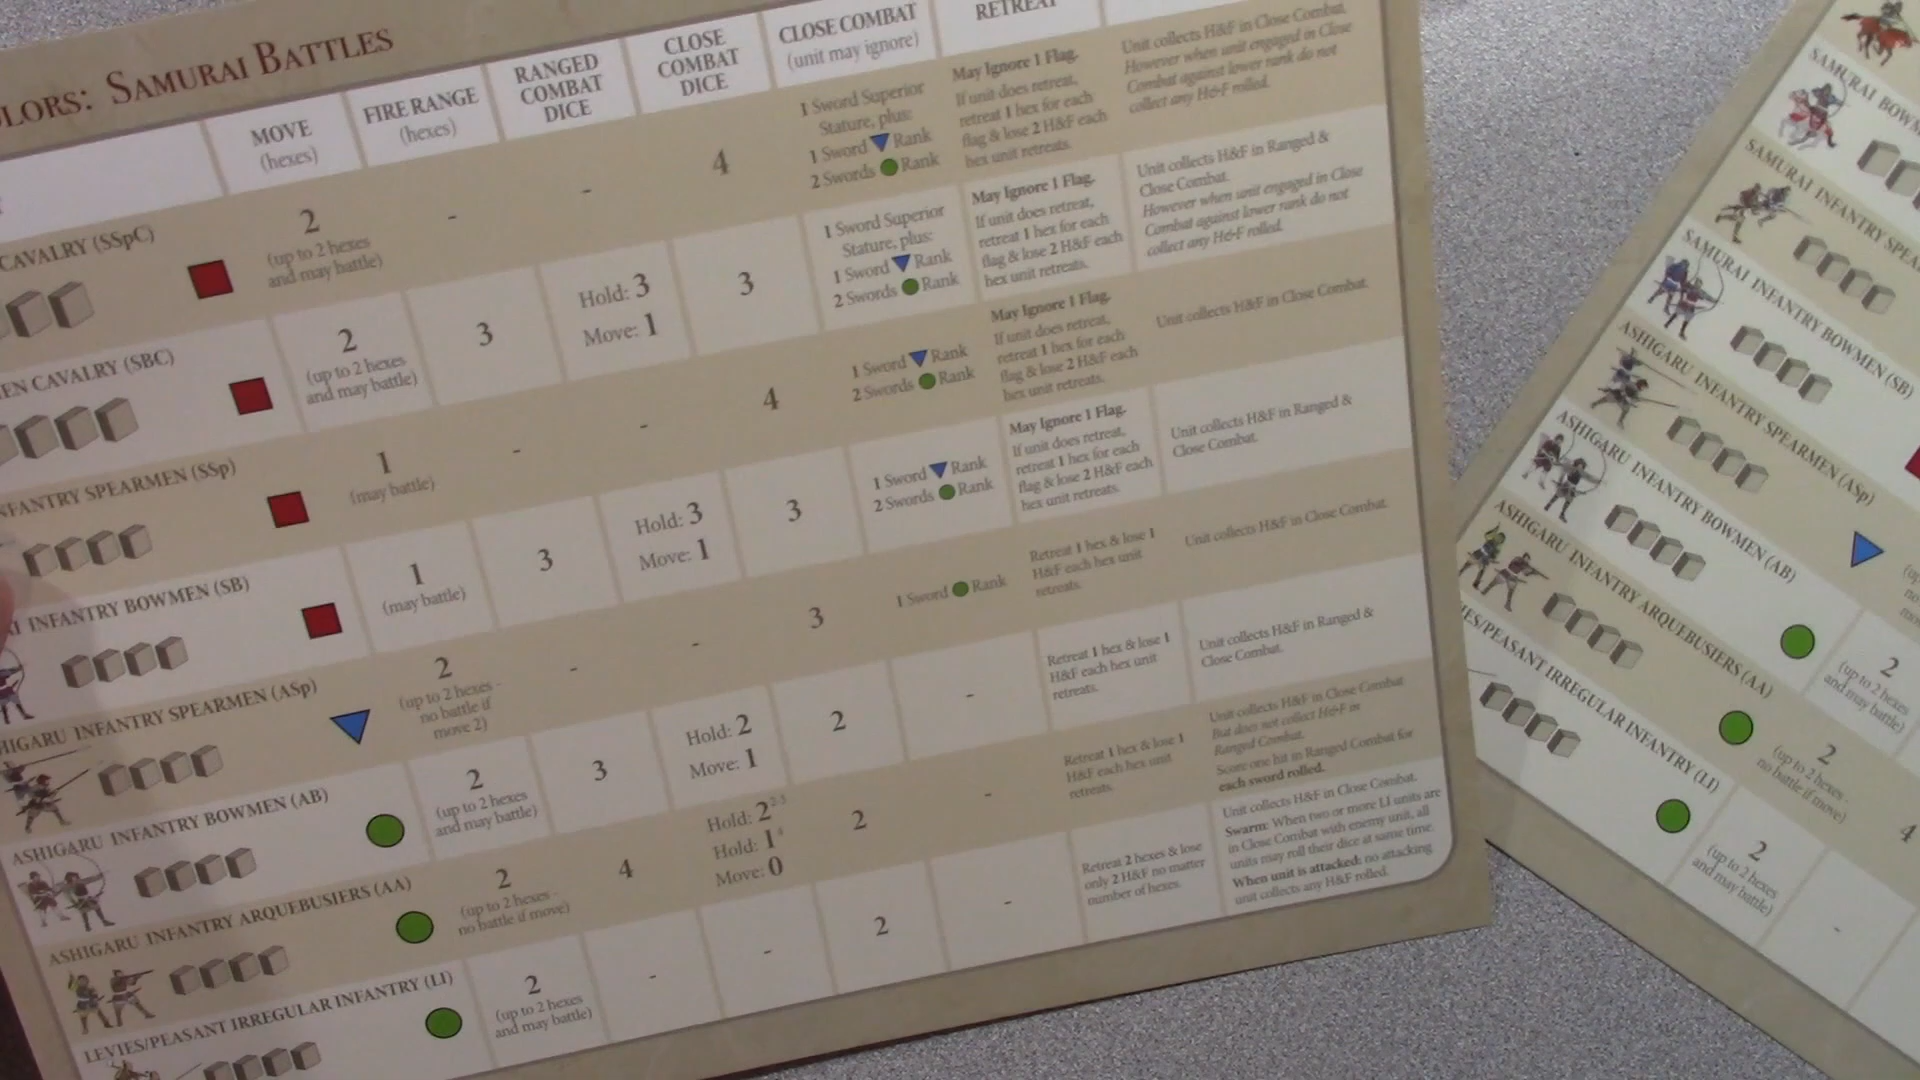 LORS: SAMURAI BATTLES
MOVE
(hexes)
FIRE RANGE
(hexes)
RANGED
COMBAT
DICE
CLOSE
COMBAT
DICE
CLOSE COMBAT
(unit may ignore)
RETREAT
CAVALRY (SSpC)
2
(up to 2 hexes
and may battle)
-
-
4
1 Sword Superior
Stature, plus:
1 Sword Rank
2 Swords Rank
May Ignore 1 Flag.
If unit does retreat,
retreat 1 hex for each
flag & lose 2 H&F each
hex unit retreats.
Unit collects H&F in Close Combat.
However when unit engaged in Close
Combat against lower rank do not
collect any H&F rolled.
EN CAVALRY (SBC)
2
(up to 2 hexes
and may battle)
3
Hold: 3
Move: 1
3
1 Sword Superior
Stature, plus:
1 Sword Rank
2 Swords Rank
May Ignore 1 Flag.
If unit does retreat,
retreat 1 hex for each
flag & lose 2 H&F each
hex unit retreats.
Unit collects H&F in Ranged &
Close Combat.
However when unit engaged in Close
Combat against lower rank do not
collect any H&F rolled.
NFANTRY SPEARMEN (SSp)
1
(may battle)
-
-
4
1 Sword Rank
2 Swords Rank
May Ignore 1 Flag.
If unit does retreat,
retreat 1 hex for each
flag & lose 2 H&F each
hex unit retreats.
Unit collects H&F in Close Combat.
AI INFANTRY BOWMEN (SB)
1
(may battle)
3
Hold: 3
Move: 1
3
1 Sword Rank
2 Swords Rank
May Ignore 1 Flag.
If unit does retreat,
retreat 1 hex for each
flag & lose 2 H&F each
hex unit retreats.
Unit collects H&F in Ranged &
Close Combat.
HIGARU INFANTRY SPEARMEN (ASp)
2
(up to 2 hexes -
no battle if
move 2)
-
-
3
1 Sword Rank
Retreat 1 hex & lose 1
H&F each hex unit
retreats.
Unit collects H&F in Close Combat.
ASHIGARU INFANTRY BOWMEN (AB)
2
(up to 2 hexes
and may battle)
3
Hold: 2
Move: 1
2
-
Retreat 1 hex & lose 1
H&F each hex unit
retreats.
Unit collects H&F in Ranged &
Close Combat.
ASHIGARU INFANTRY ARQUEBUSIERS (AA)
2
(up to 2 hexes -
no battle if move)
4
Hold: 2
Hold: 1
Move: 0
2
-
Retreat 1 hex & lose 1
H&F each hex unit
retreats.
Unit collects H&F in Close Combat
But does not collect H&F in
Ranged Combat.
Score one hit in Ranged Combat for
each sword rolled.
LEVIES/PEASANT IRREGULAR INFANTRY (LI)
2
(up to 2 hexes
and may battle)
-
-
2
-
Retreat 2 hexes & lose
only 2 H&F no matter
number of hexes.
Unit collects H&F in Close Combat.
Swarm: When two or more LI units are
in Close Combat with enemy unit, all
units may roll their dice at same time.
When unit is attacked: no attacking
unit collects any H&F rolled.
SAMURAI BOWM
SAMURAI INFANTRY SPEA
SAMURAI INFANTRY BOWMEN (SB)
ASHIGARU INFANTRY SPEARMEN (ASp)
(up
no
mo
ASHIGARU INFANTRY BOWMEN (AB)
2
(up to 2 hexes
and may battle)
ASHIGARU INFANTRY ARQUEBUSIERS (AA)
2
(up to 2 hexes -
no battle if move)
4
IES/PEASANT IRREGULAR INFANTRY (LI)
2
(up to 2 hexes
and may battle)
-